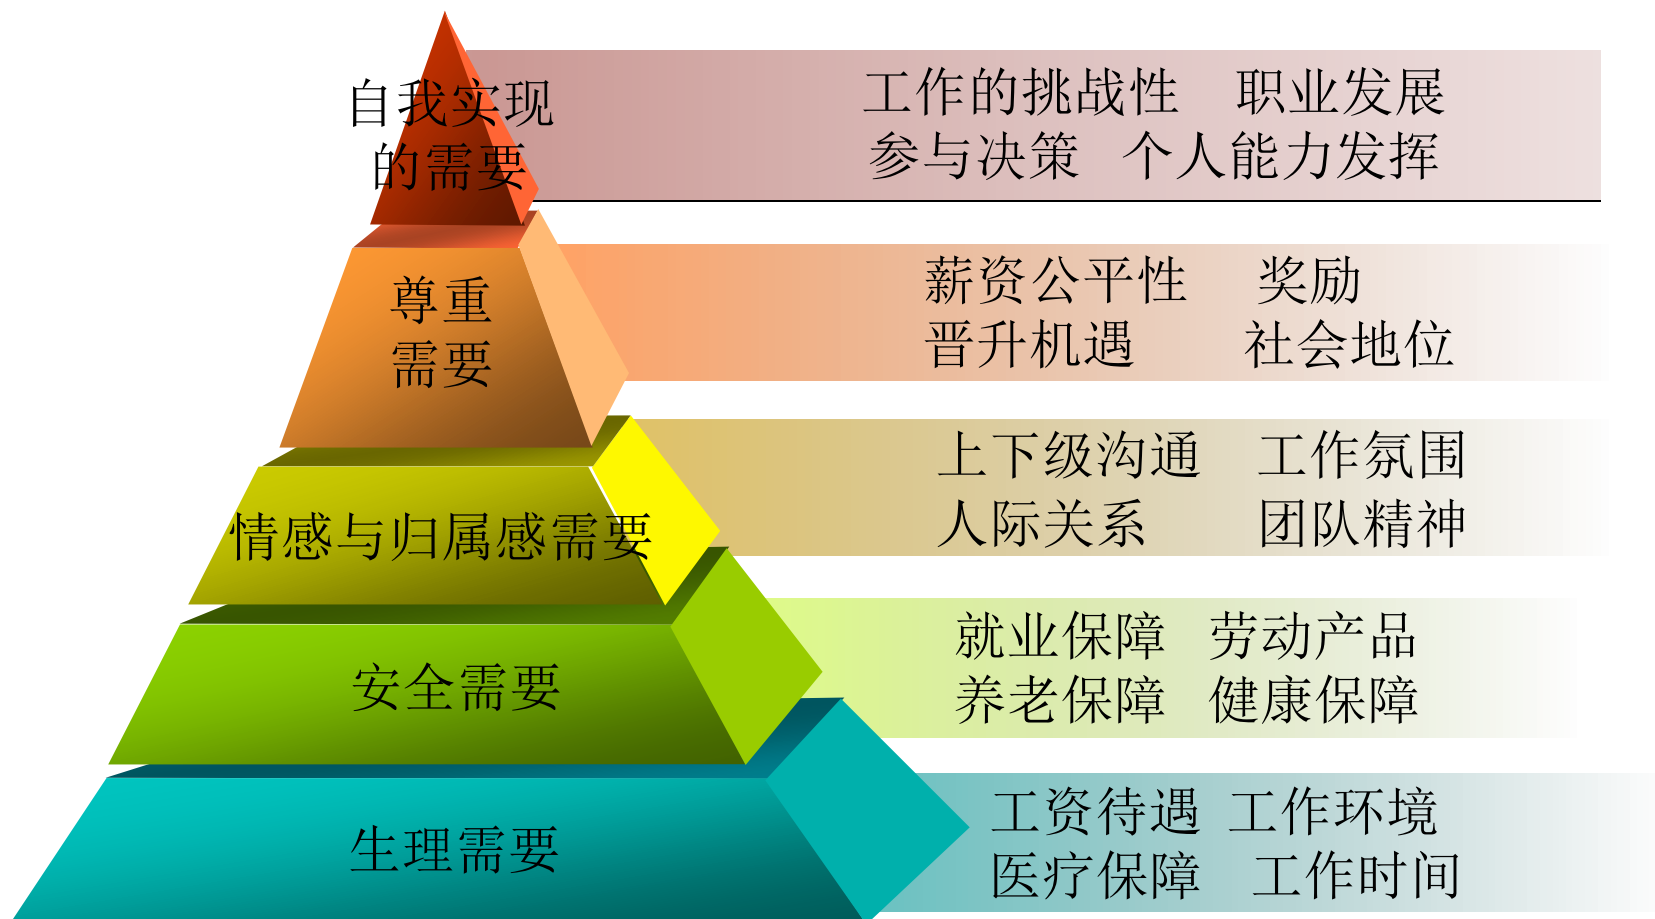 自我实现
的需要
工作的挑战性 职业发展
参与决策 个人能力发挥
尊重
需要
薪资公平性 奖励
晋升机遇 社会地位
情感与归属感需要
上下级沟通 工作氛围
人际关系 团队精神
安全需要
就业保障 劳动产品
养老保障 健康保障
生理需要
工资待遇 工作环境
医疗保障 工作时间